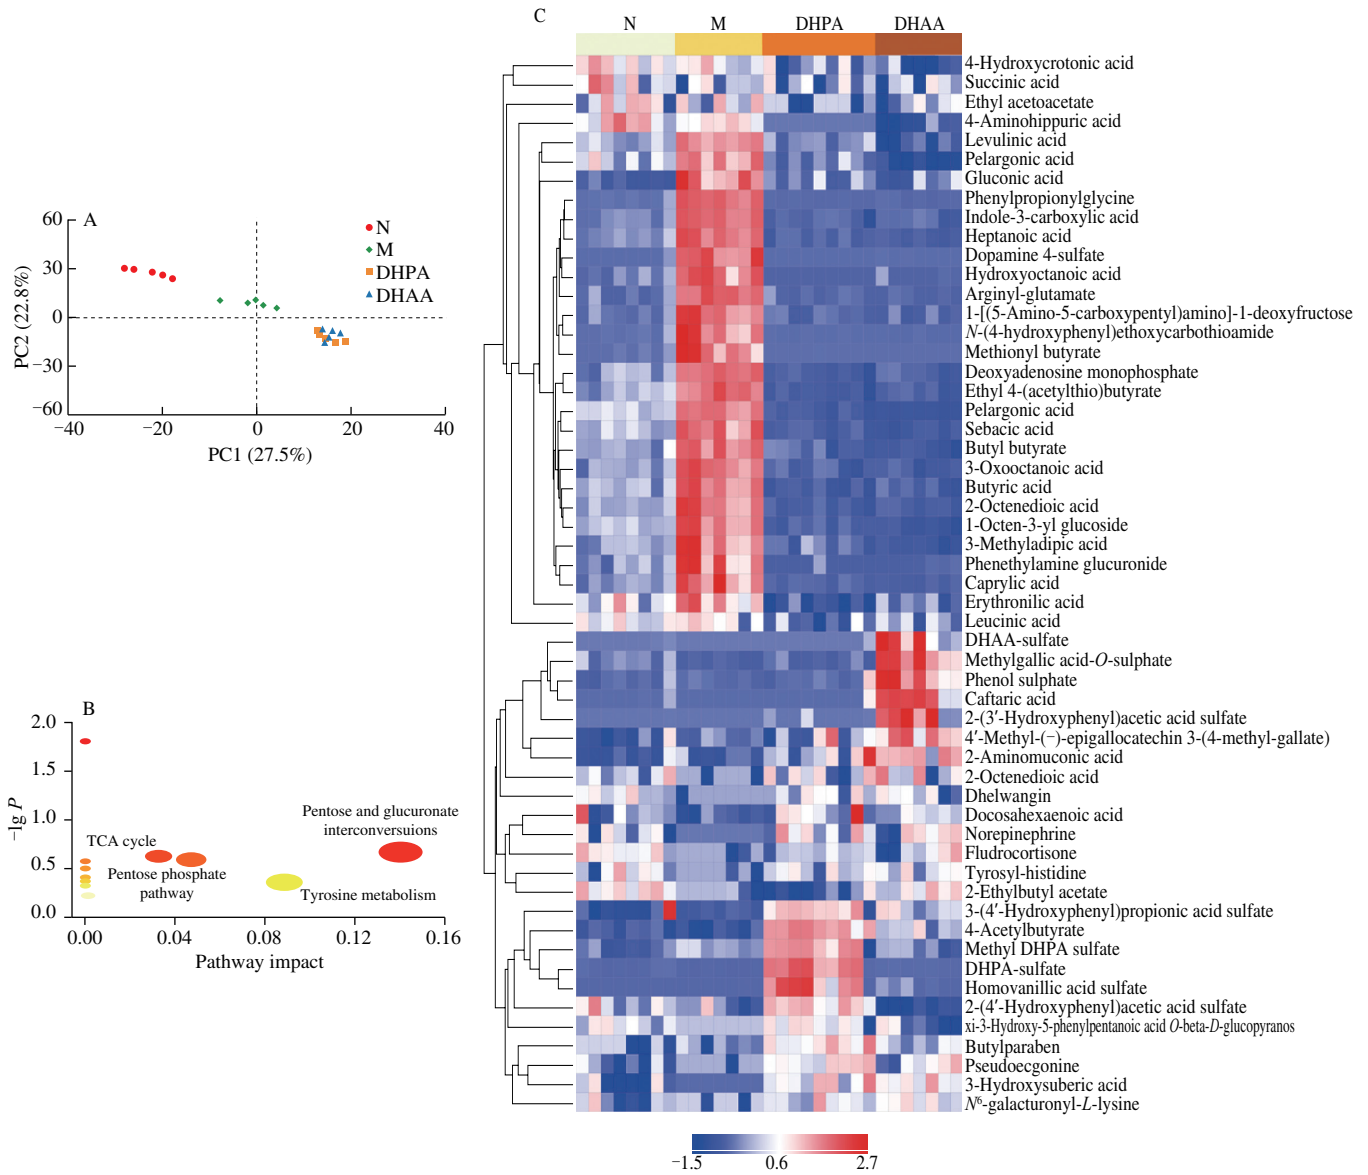 C
N M DHPA DHAA
4-Hydroxycrotonic acid
Succinic acid
Ethyl acetoacetate
4-Aminohippuric acid
Levulinic acid
Pelargonic acid
Gluconic acid
Phenylpropionylglycine
Indole-3-carboxylic acid
Heptanoic acid
Dopamine 4-sulfate
Hydroxyoctanoic acid
Arginyl-glutamate
1-[(5-Amino-5-carboxypentyl)amino]-1-deoxyfructose
N-(4-hydroxyphenyl)ethoxycarbothioamide
Methionyl butyrate
Deoxyadenosine monophosphate
Ethyl 4-(acetylthio)butyrate
Pelargonic acid
Sebacic acid
Butyl butyrate
3-Oxooctanoic acid
Butyric acid
2-Octenedioic acid
1-Octen-3-yl glucoside
3-Methyladipic acid
Phenethylamine glucuronide
Caprylic acid
Erythronilic acid
Leucinic acid
DHAA-sulfate
Methylgallic acid-O-sulphate
Phenol sulphate
Caftaric acid
2-(3′-Hydroxyphenyl)acetic acid sulfate
4′-Methyl-(−)-epigallocatechin 3-(4-methyl-gallate)
2-Aminomuconic acid
2-Octenedioic acid
Dhelwangin
Docosahexaenoic acid
Norepinephrine
Fludrocortisone
Tyrosyl-histidine
2-Ethylbutyl acetate
3-(4′-Hydroxyphenyl)propionic acid sulfate
4-Acetylbutyrate
Methyl DHPA sulfate
DHPA-sulfate
Homovanillic acid sulfate
2-(4′-Hydroxyphenyl)acetic acid sulfate
xi-3-Hydroxy-5-phenylpentanoic acid O-beta-D-glucopyranos
Butylparaben
Pseudoecgonine
3-Hydroxysuberic acid
N⁶-galacturonyl-L-lysine
−1.5 0.6 2.7
A
60
30
0
−30
−60
PC2 (22.8%)
−40 −20 0 20 40
PC1 (27.5%)
N
M
DHPA
DHAA
B
2.0
1.5
1.0
0.5
0.0
−lg P
Pentose and glucuronate
interconversuions
TCA cycle
Pentose phosphate
pathway
Tyrosine metabolism
0.00 0.04 0.08 0.12 0.16
Pathway impact